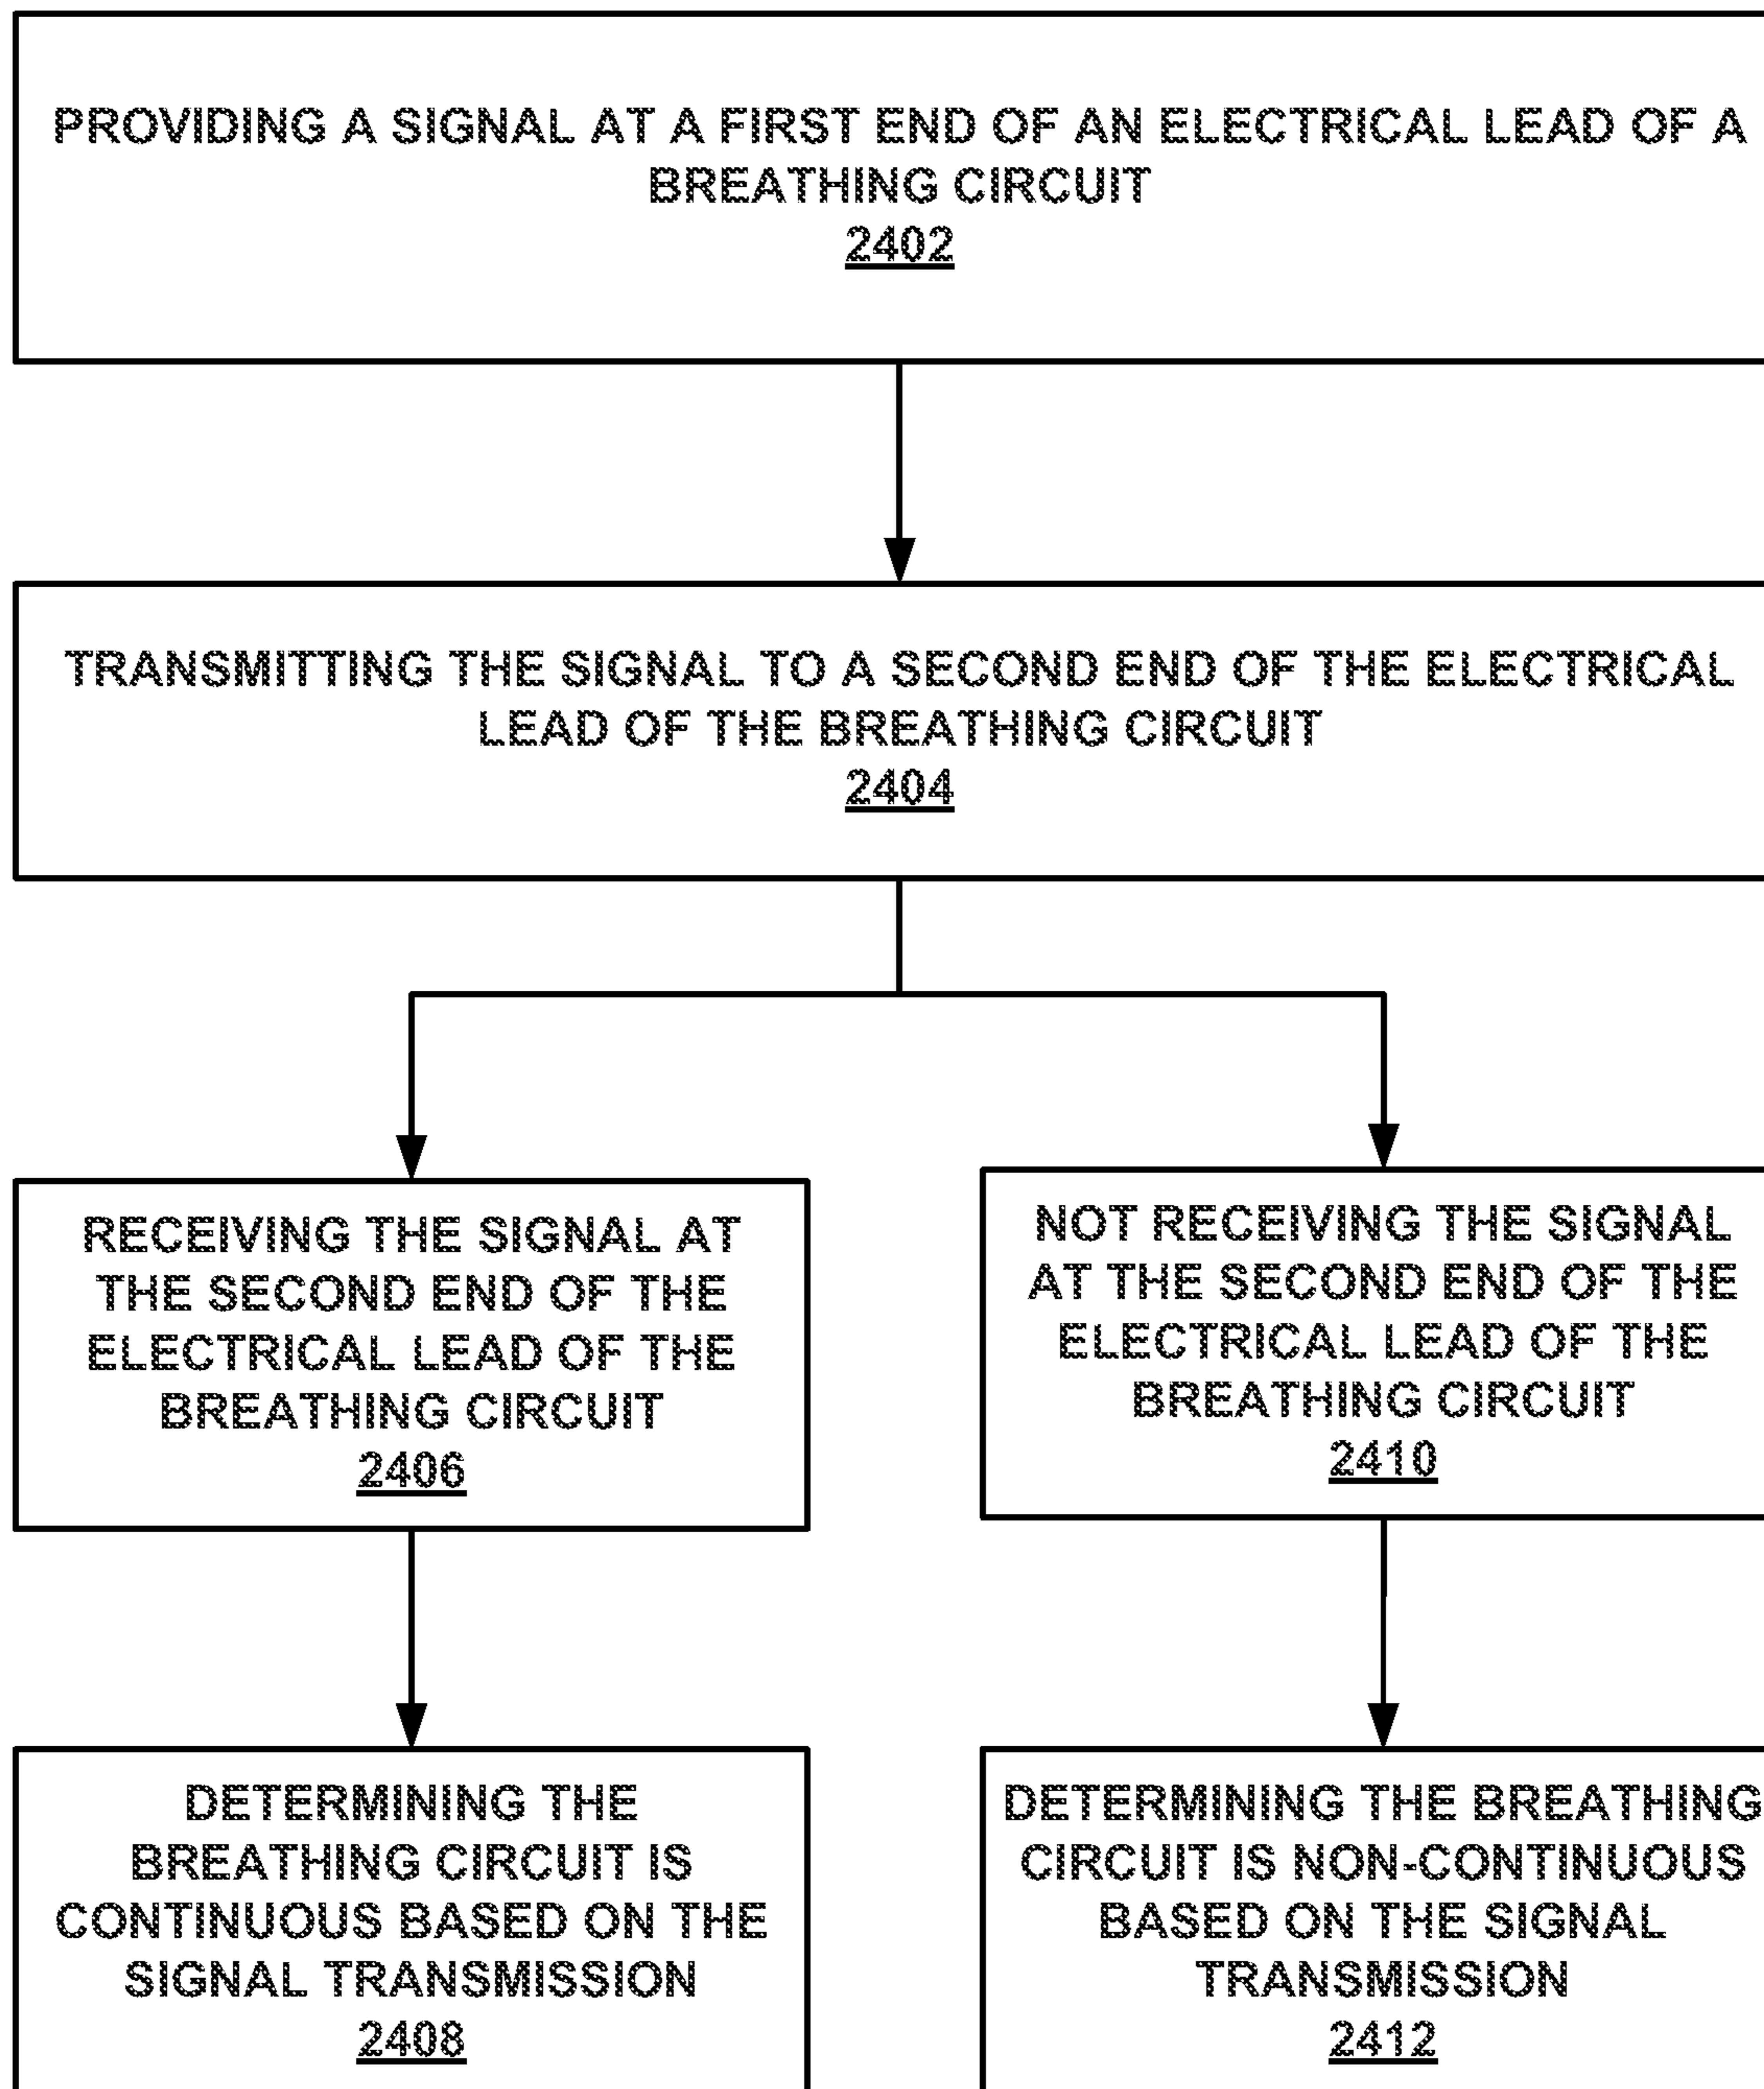 PROVIDING A SIGNAL AT A FIRST END OF AN ELECTRICAL LEAD OF A
BREATHING CIRCUIT
2402
TRANSMITTING THE SIGNAL TO A SECOND END OF THE ELECTRICAL
LEAD OF THE BREATHING CIRCUIT
2404
RECEIVING THE SIGNAL AT
THE SECOND END OF THE
ELECTRICAL LEAD OF THE
BREATHING CIRCUIT
2406
NOT RECEIVING THE SIGNAL
AT THE SECOND END OF THE
ELECTRICAL LEAD OF THE
BREATHING CIRCUIT
2410
DETERMINING THE
BREATHING CIRCUIT IS
CONTINUOUS BASED ON THE
SIGNAL TRANSMISSION
2408
DETERMINING THE BREATHING
CIRCUIT IS NON-CONTINUOUS
BASED ON THE SIGNAL
TRANSMISSION
2412